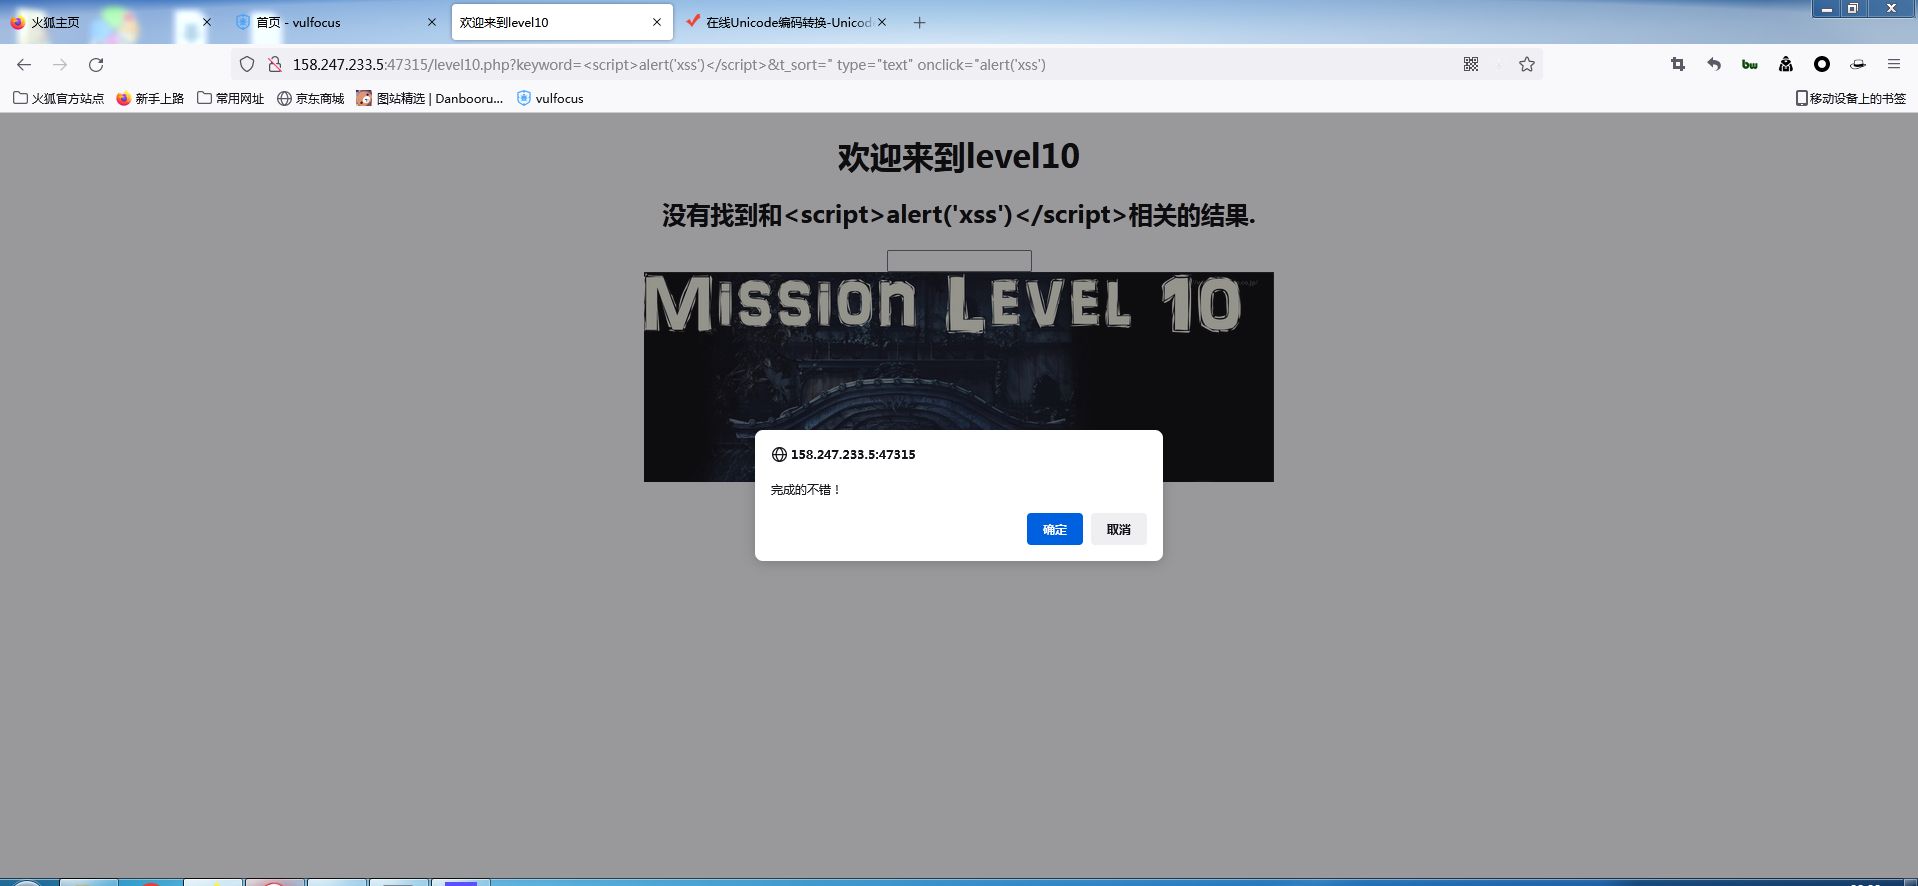 火狐主页
首页 - vulfocus
欢迎来到level10
在线Unicode编码转换-Unicod
158.247.233.5:47315/level10.php?keyword=<script>alert('xss')</script>&t_sort=" type="text" onclick="alert('xss')
火狐官方站点
新手上路
常用网址
京东商城
图站精选 | Danbooru...
vulfocus
移动设备上的书签
欢迎来到level10
没有找到和<script>alert('xss')</script>相关的结果.
Mission Level 10
158.247.233.5:47315
完成的不错！
确定
取消